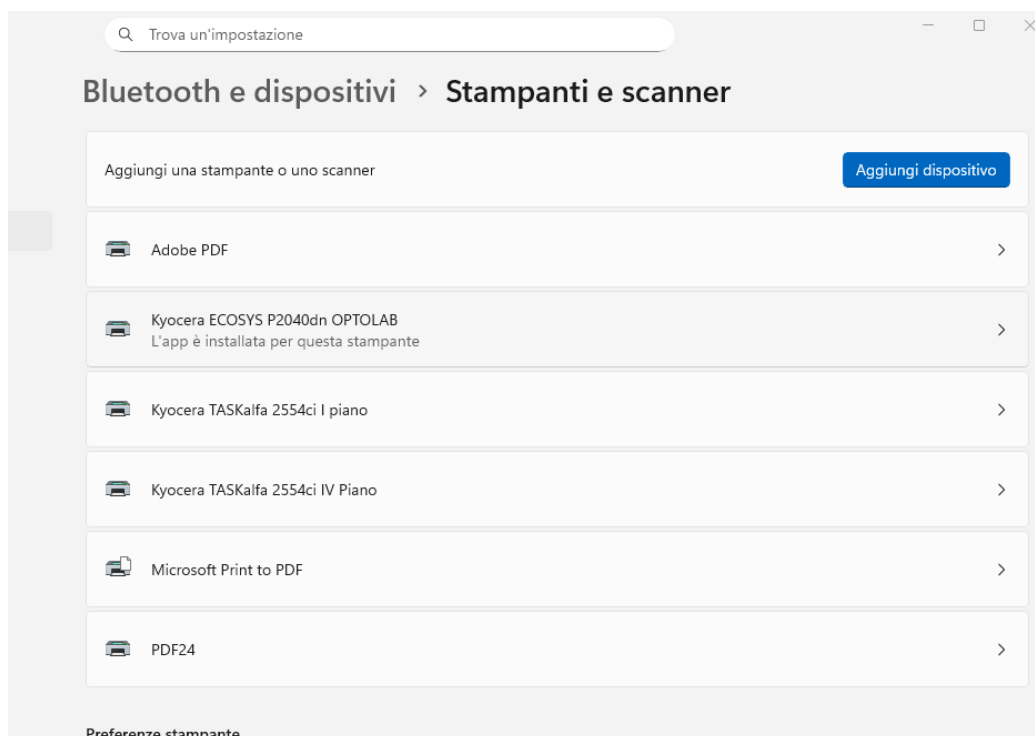 Trova un'impostazione
Bluetooth e dispositivi > Stampanti e scanner
Aggiungi una stampante o uno scanner
Aggiungi dispositivo
Adobe PDF
Kyocera ECOSYS P2040dn OPTOLAB
L'app è installata per questa stampante
Kyocera TASKalfa 2554ci I piano
Kyocera TASKalfa 2554ci IV Piano
Microsoft Print to PDF
PDF24
Preferenze stampante